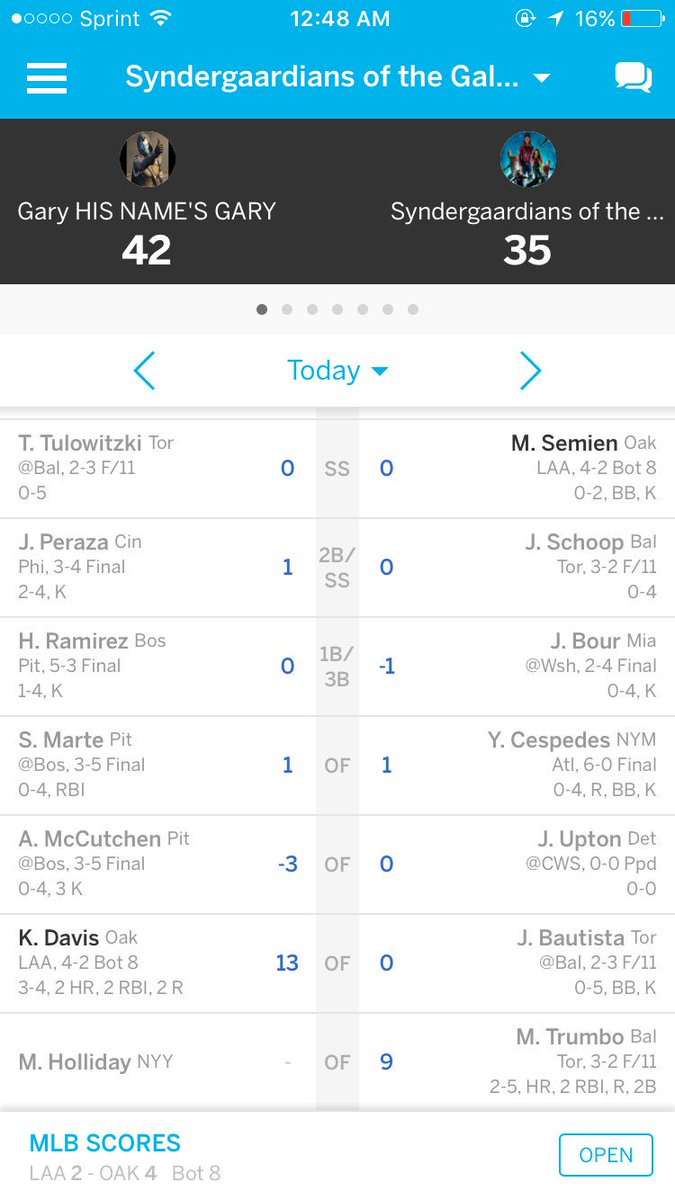 Sprint 12:48 AM 16%
Syndergaardians of the Gal...
Gary HIS NAME'S GARY
42
Syndergaardians of the ...
35
Today
T. Tulowitzki Tor
@Bal, 2-3 F/11
0-5
0 SS 0
M. Semien Oak
LAA, 4-2 Bot 8
0-2, BB, K
J. Peraza Cin
Phi, 3-4 Final
2-4, K
1 2B/ 0
SS
J. Schoop Bal
Tor, 3-2 F/11
0-4
H. Ramirez Bos
Pit, 5-3 Final
1-4, K
0 1B/ -1
3B
J. Bour Mia
@Wsh, 2-4 Final
0-4, K
S. Marte Pit
@Bos, 3-5 Final
0-4, RBI
1 OF 1
Y. Cespedes NYM
Atl, 6-0 Final
0-4, R, BB, K
A. McCutchen Pit
@Bos, 3-5 Final
0-4, 3 K
-3 OF 0
J. Upton Det
@CWS, 0-0 Ppd
0-0
K. Davis Oak
LAA, 4-2 Bot 8
3-4, 2 HR, 2 RBI, 2 R
13 OF 0
J. Bautista Tor
@Bal, 2-3 F/11
0-5, BB, K
M. Holliday NYY
- OF 9
M. Trumbo Bal
Tor, 3-2 F/11
2-5, HR, 2 RBI, R, 2B
MLB SCORES
LAA 2 - OAK 4 Bot 8
OPEN